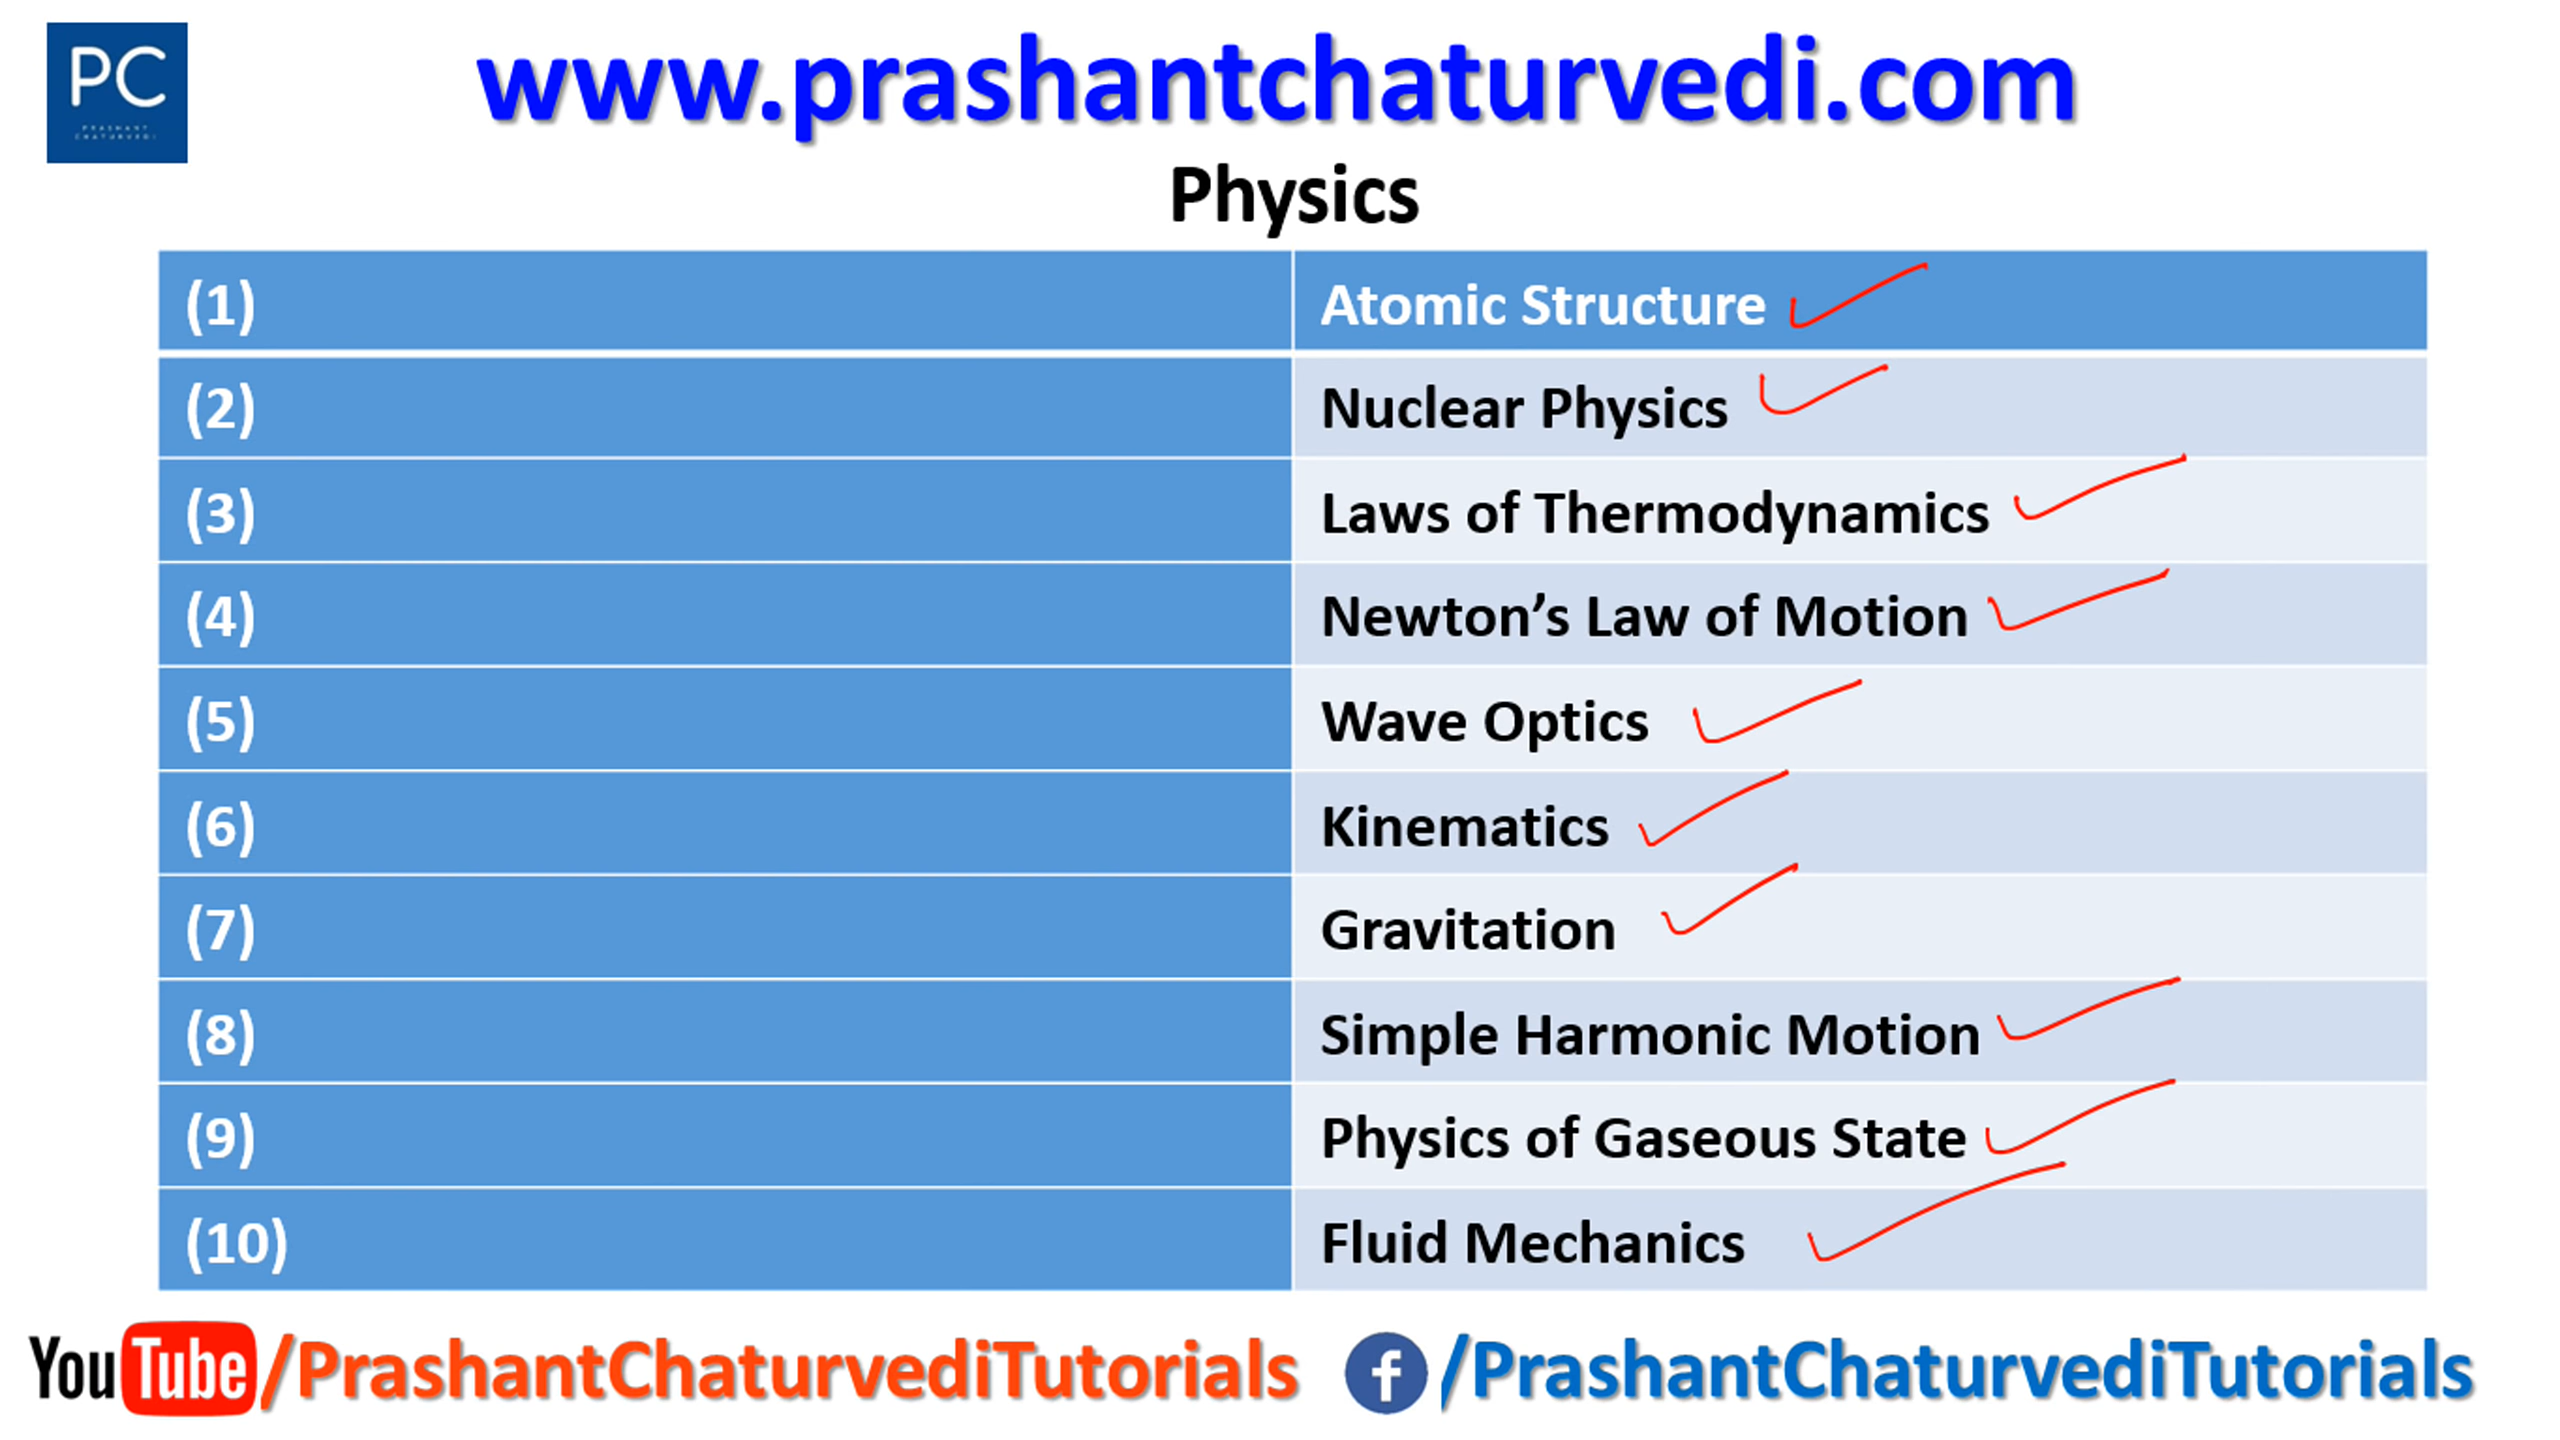 PC
PRASHANT
CHATURVEDI
www.prashantchaturvedi.com
Physics
(1) Atomic Structure
(2) Nuclear Physics
(3) Laws of Thermodynamics
(4) Newton’s Law of Motion
(5) Wave Optics
(6) Kinematics
(7) Gravitation
(8) Simple Harmonic Motion
(9) Physics of Gaseous State
(10) Fluid Mechanics
YouTube/PrashantChaturvediTutorials f/PrashantChaturvediTutorials